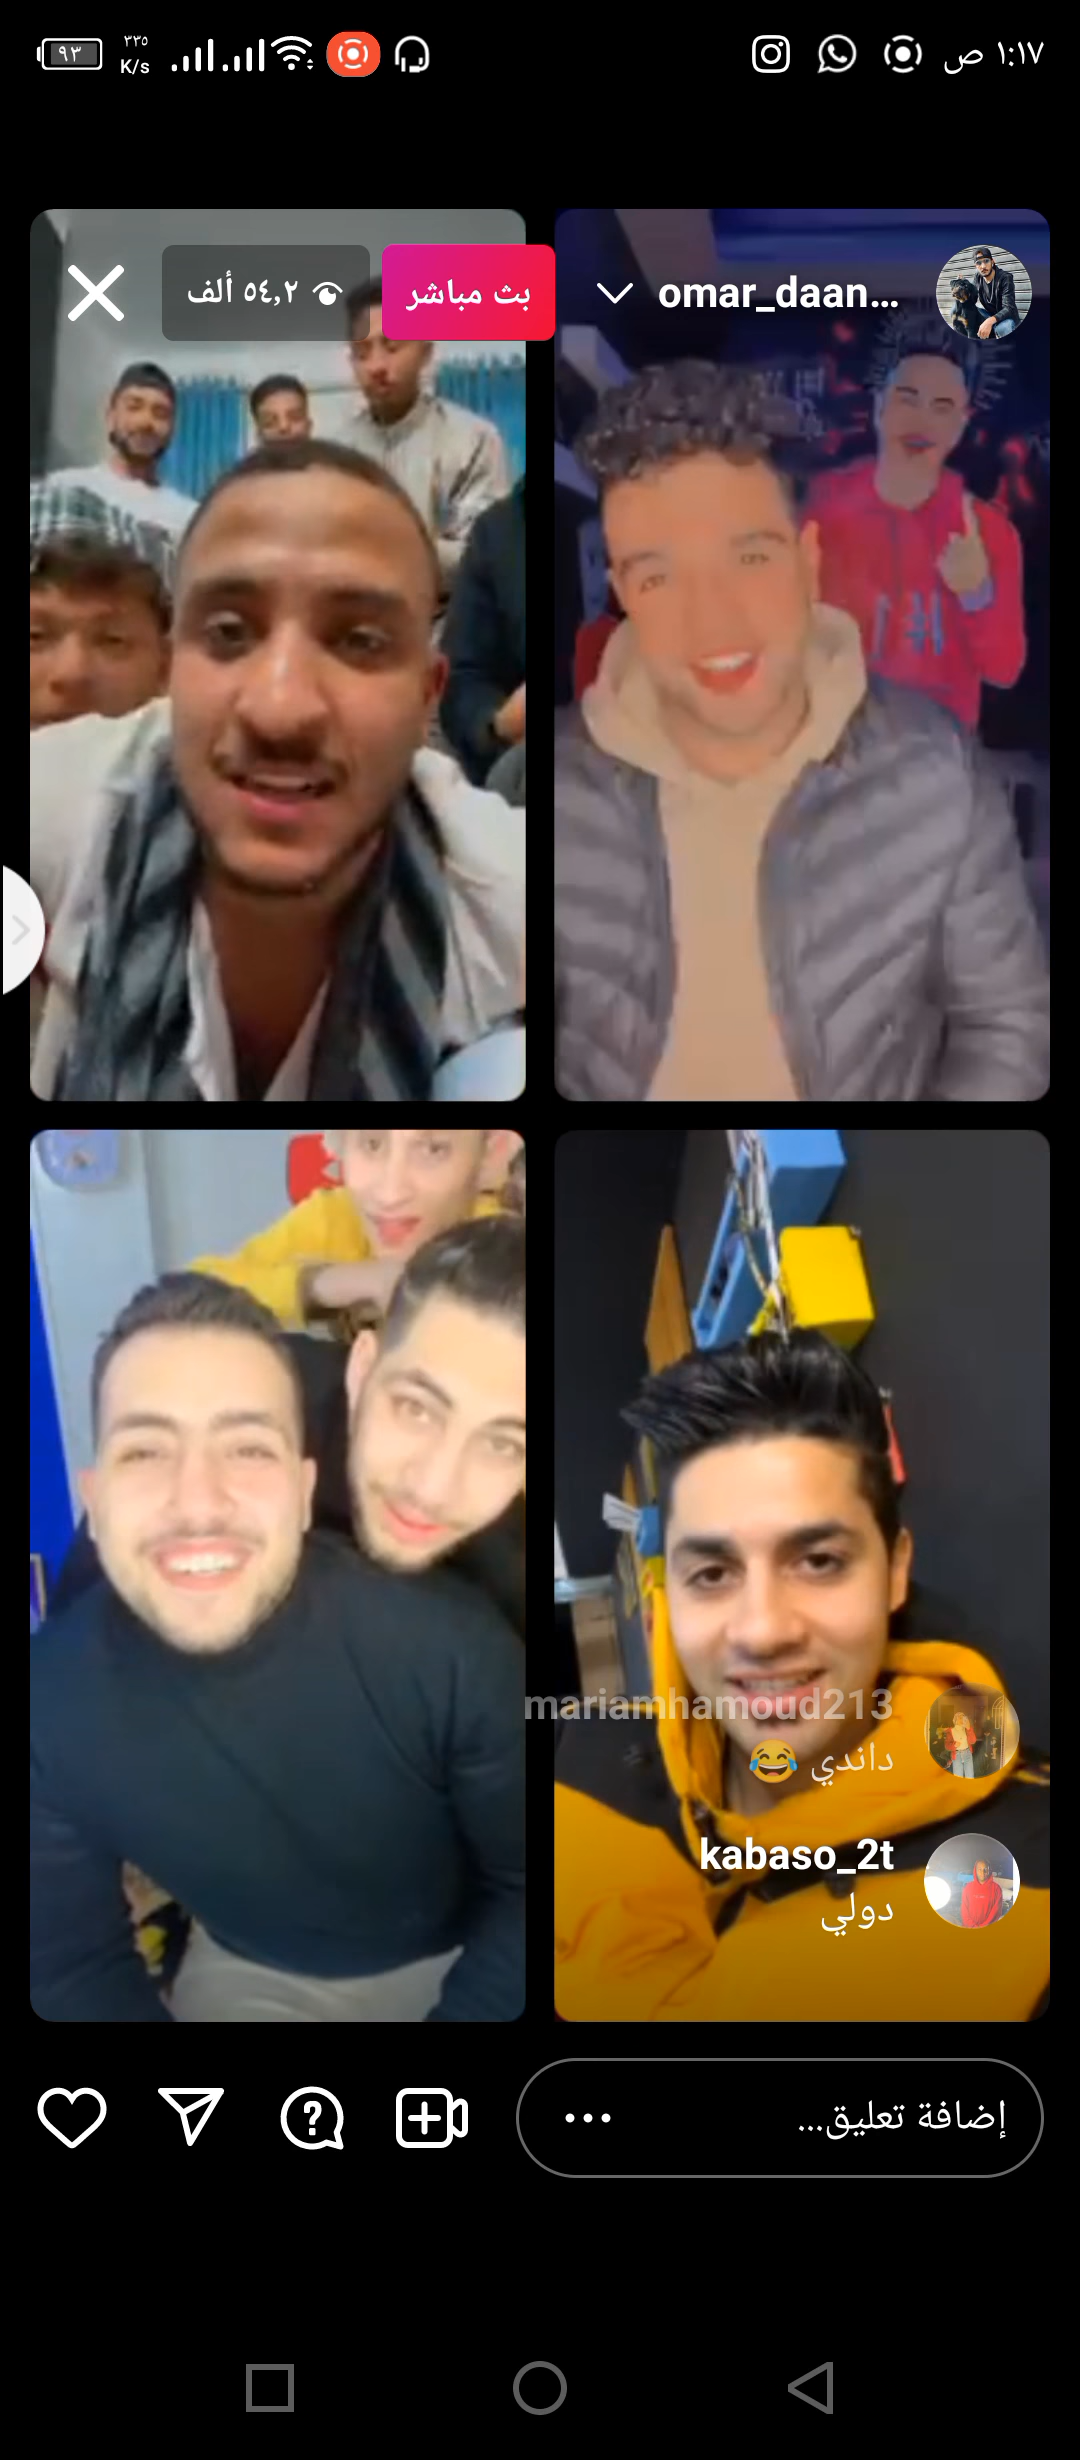 ١:١٧ ص
٣٣٥
K/s
٩٣
omar_daan...
بث مباشر
٥٤,٢ ألف
mariamhamoud213
داندي 😂
kabaso_2t
دولي
إضافة تعليق...